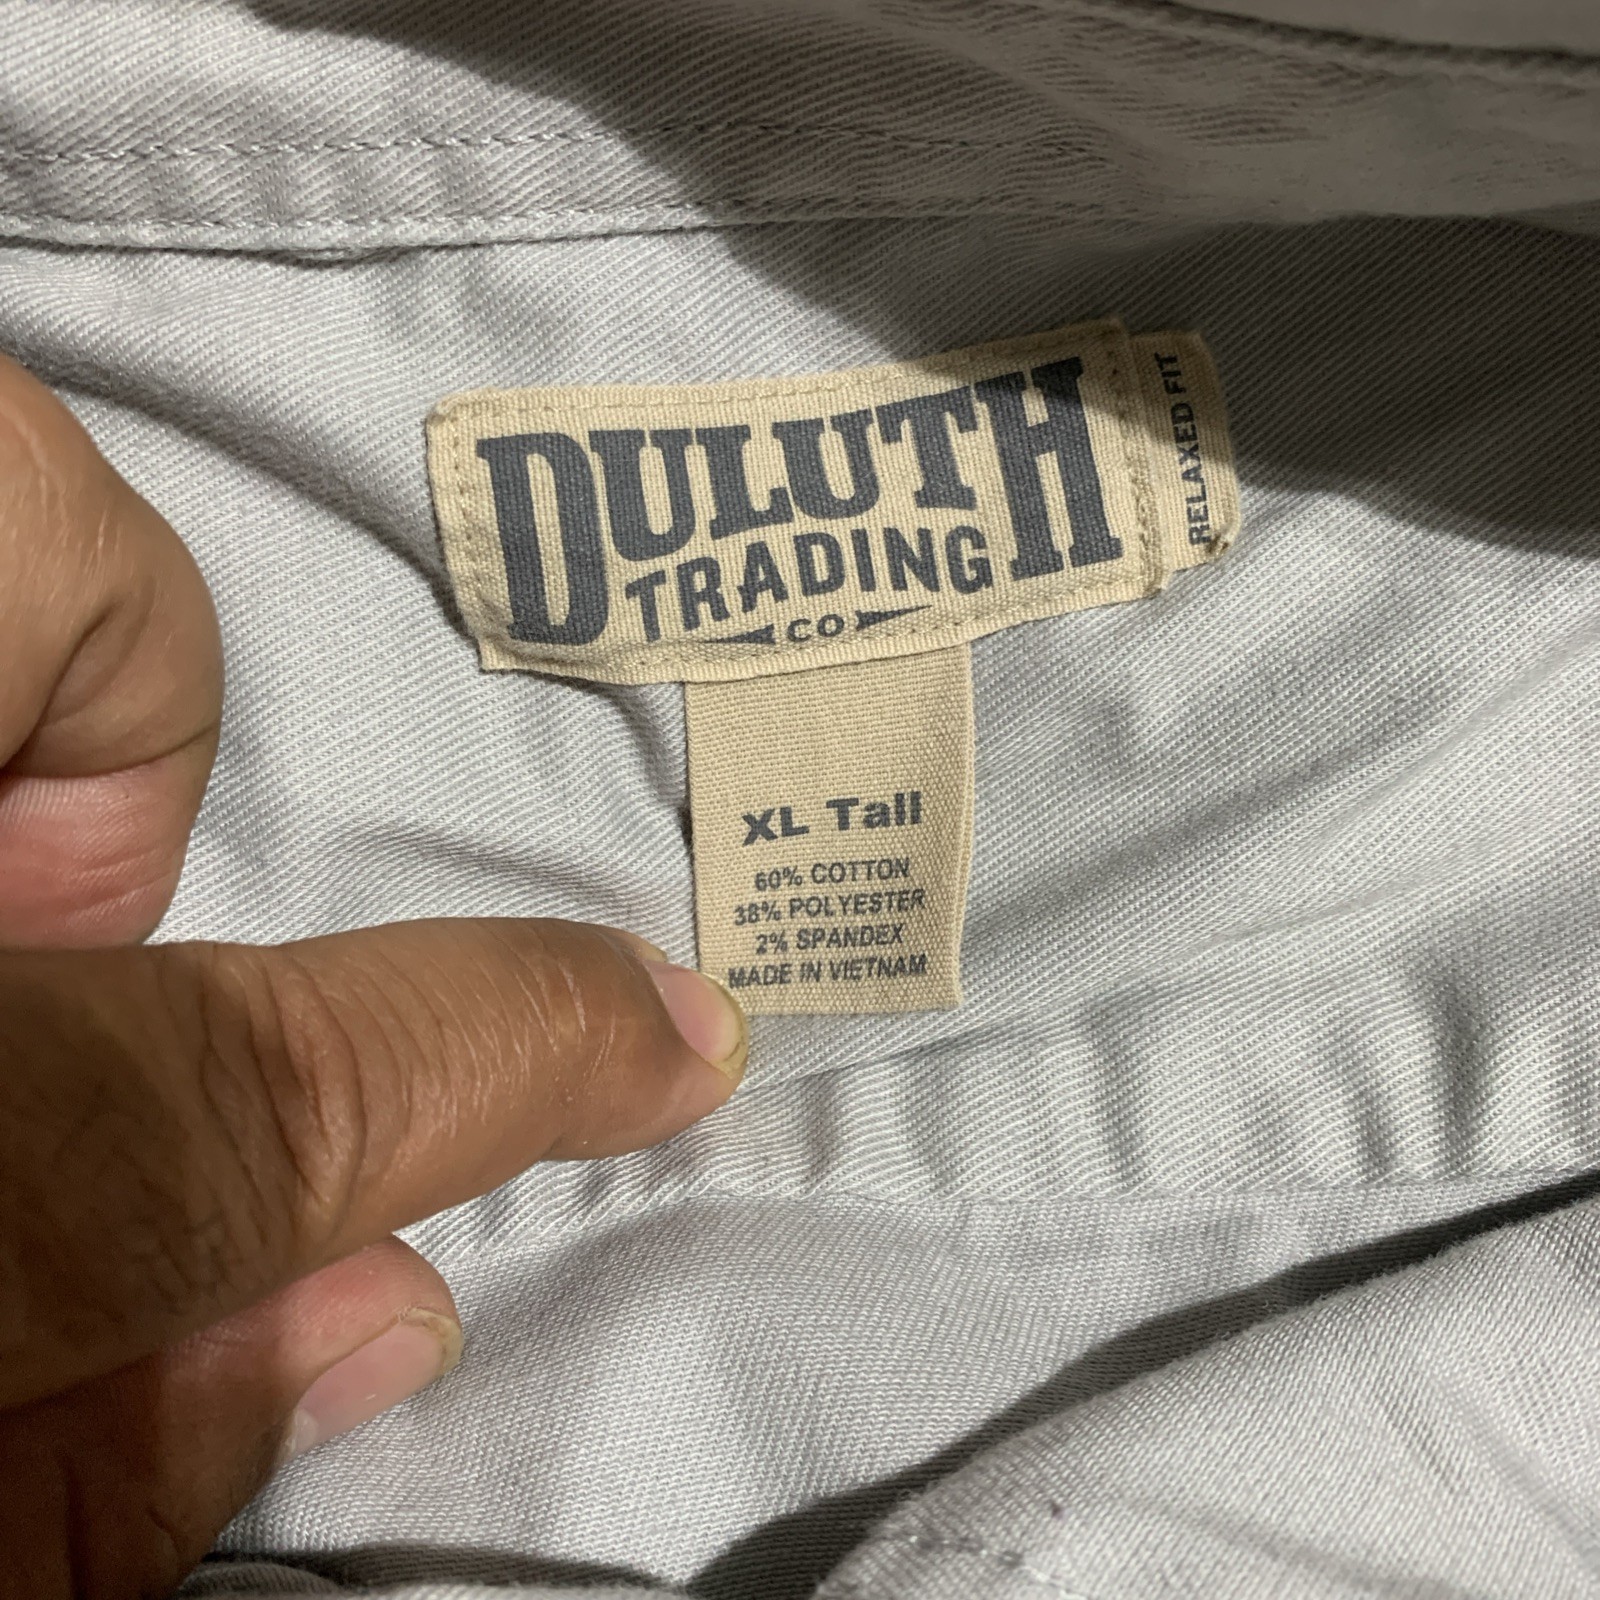 DULUTH
TRADING
CO
RELAXED FIT
XL Tall
60% COTTON
38% POLYESTER
2% SPANDEX
MADE IN VIETNAM